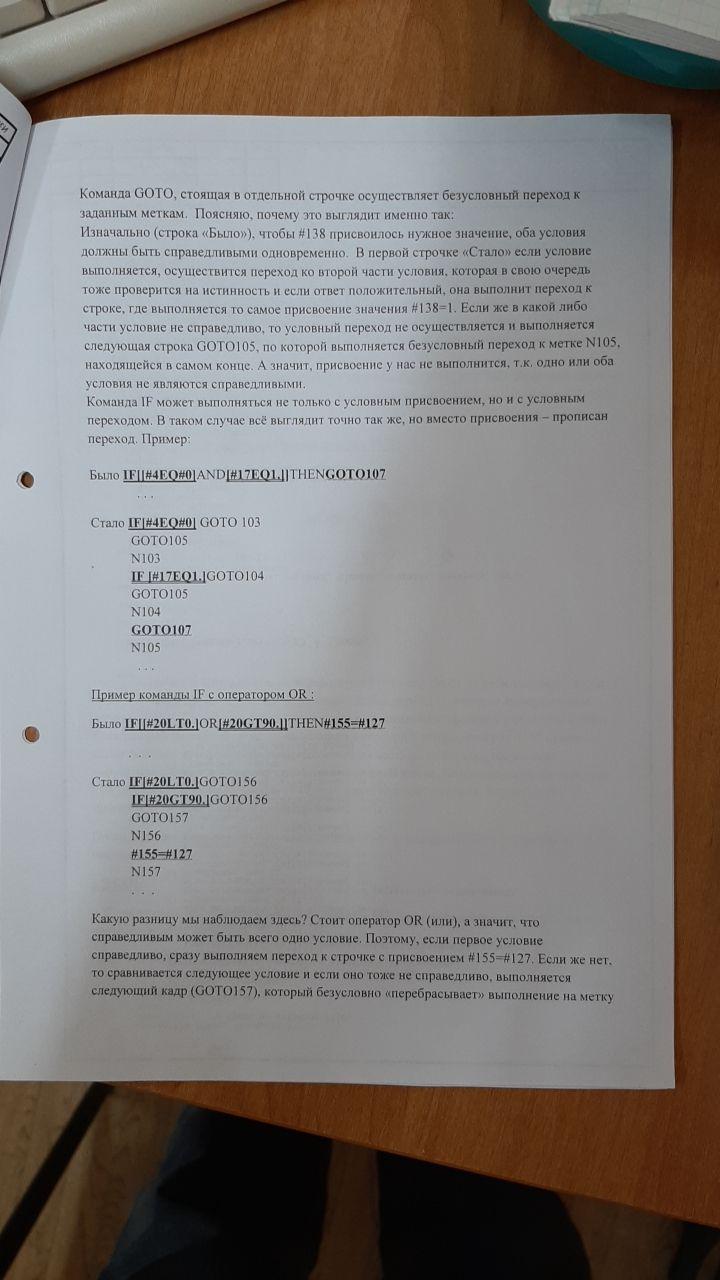 Команда GOTO, стоящая в отдельной строчке осуществляет безусловный переход к
заданным меткам. Поясняю, почему это выглядит именно так:
Изначально (строка «Было»), чтобы #138 присвоилось нужное значение, оба условия
должны быть справедливыми одновременно. В первой строчке «Стало» если условие
выполняется, осуществится переход ко второй части условия, которая в свою очередь
тоже проверится на истинность и если ответ положительный, она выполнит переход к
строке, где выполняется то самое присвоение значения #138=1. Если же в какой либо
части условие не справедливо, то условный переход не осуществляется и выполняется
следующая строка GOTO105, по которой выполняется безусловный переход к метке N105,
находящейся в самом конце. А значит, присвоение у нас не выполнится, т.к. одно или оба
условия не являются справедливыми.
Команда IF может выполняться не только с условным присвоением, но и с условным
переходом. В таком случае всё выглядит точно так же, но вместо присвоения – прописан
переход. Пример:
Было IF[[#4EQ#0]AND[#17EQ1.]]THENGOTO107
. . .
Стало IF[#4EQ#0] GOTO 103
GOTO105
N103
IF [#17EQ1.]GOTO104
GOTO105
N104
GOTO107
N105
. . .
Пример команды IF с оператором OR :
Было IF[[#20LT0.]OR[#20GT90.]]THEN#155=#127
. . .
Стало IF[#20LT0.]GOTO156
IF[#20GT90.]GOTO156
GOTO157
N156
#155=#127
N157
. . .
Какую разницу мы наблюдаем здесь? Стоит оператор OR (или), а значит, что
справедливым может быть всего одно условие. Поэтому, если первое условие
справедливо, сразу выполняем переход к строчке с присвоением #155=#127. Если же нет,
то сравнивается следующее условие и если оно тоже не справедливо, выполняется
следующий кадр (GOTO157), который безусловно «перебрасывает» выполнение на метку